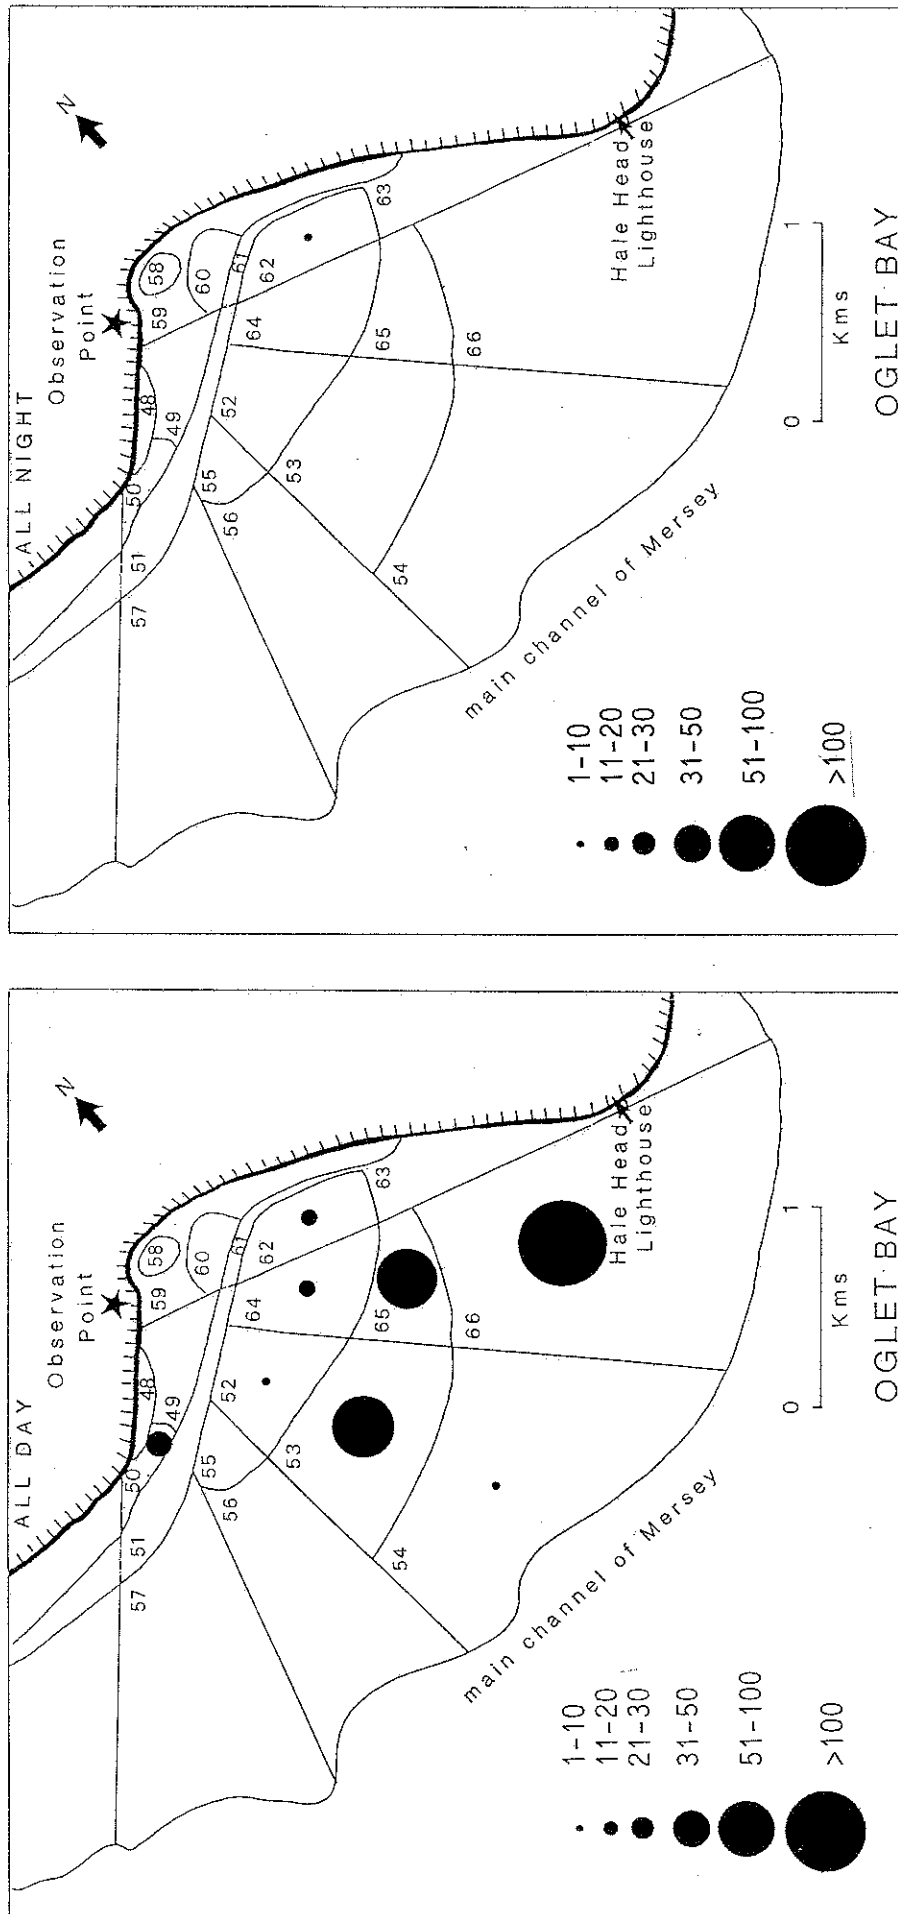 ALL DAY
Observation
Point
N
48
49
50
51
57
58
59
60
61
62
63
64
65
66
52
53
54
55
56
Hale Head
Lighthouse
main channel of Mersey
1-10
11-20
21-30
31-50
51-100
>100
0 1
Kms
OGLET BAY
ALL NIGHT
Observation
Point
N
48
49
50
51
57
58
59
60
61
62
63
64
65
66
52
53
54
55
56
Hale Head
Lighthouse
main channel of Mersey
1-10
11-20
21-30
31-50
51-100
>100
0 1
Kms
OGLET BAY